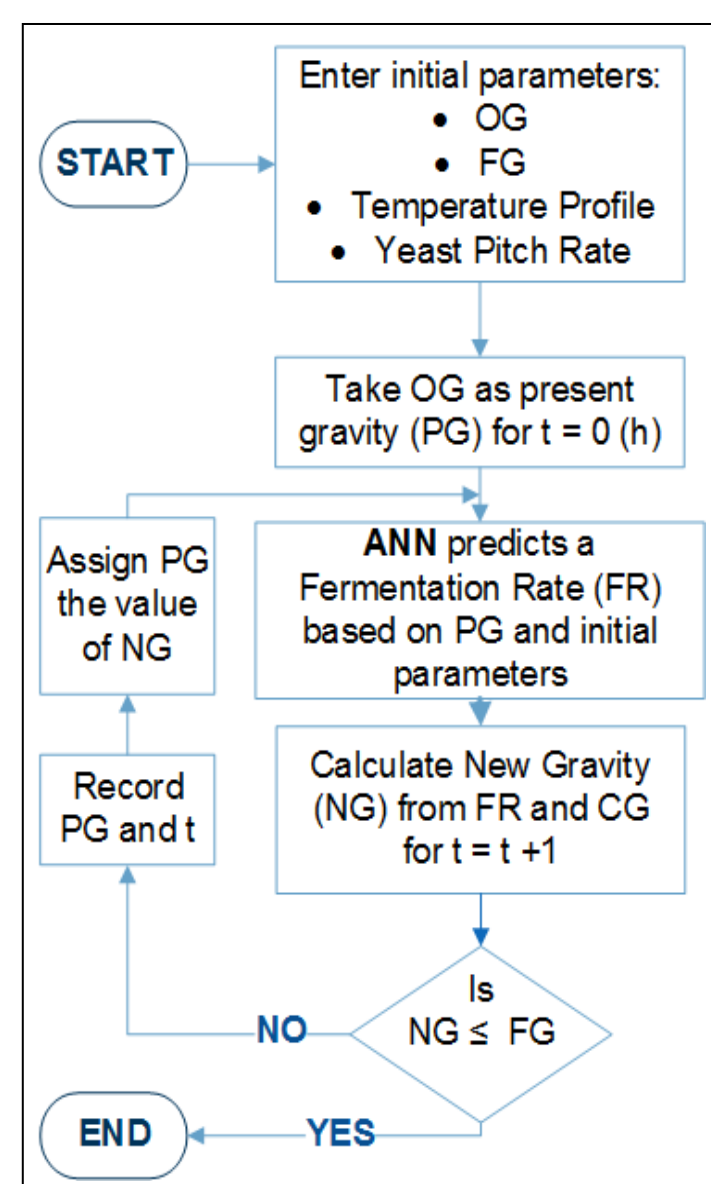 START
Enter initial parameters:
• OG
• FG
• Temperature Profile
• Yeast Pitch Rate
Take OG as present
gravity (PG) for t = 0 (h)
ANN predicts a
Fermentation Rate (FR)
based on PG and initial
parameters
Calculate New Gravity
(NG) from FR and CG
for t = t +1
Is
NG ≤ FG
NO
Record
PG and t
Assign PG
the value
of NG
YES
END